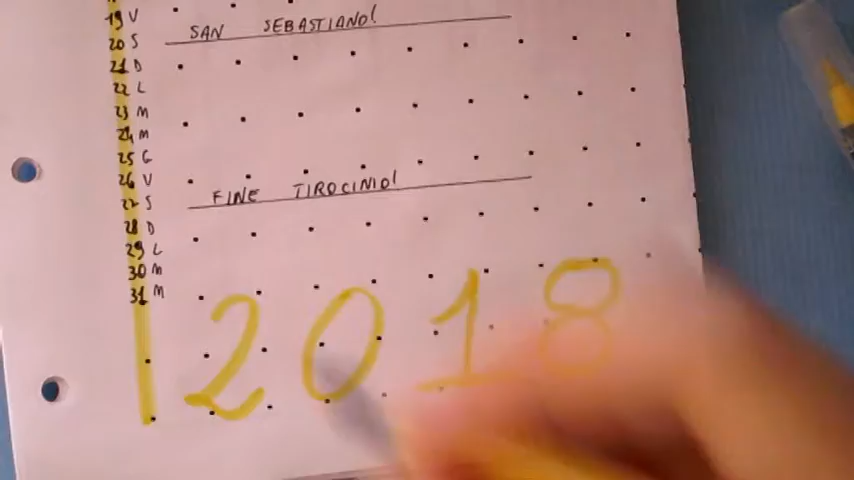 19 V
20 S SAN SEBASTIANO!
21 D
22 L
23 M
24 M
25 G
26 V
27 S FINE TIROCINIO!
28 D
29 L
30 M
31 M
2018